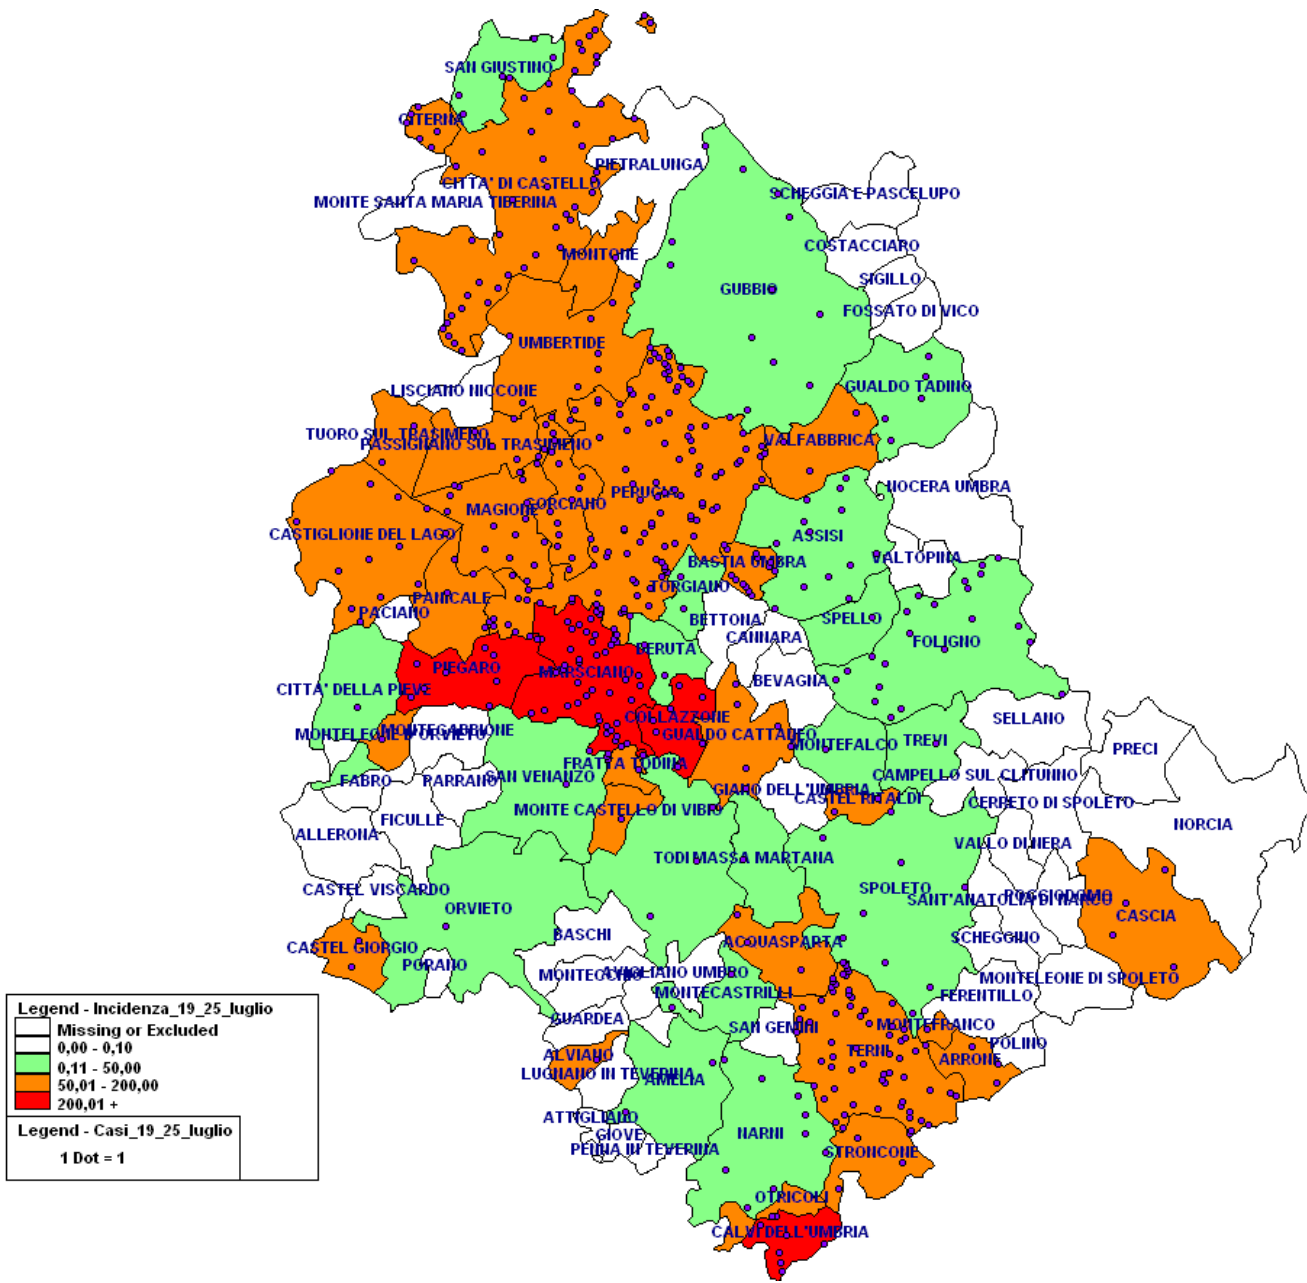 SAN GIUSTINO
CITERNA
PIETRALUNGA
CITTA' DI CASTELLO
SCHEGGIA E PASCELUPO
MONTE SANTA MARIA TIBERINA
COSTACCIARO
MONTONE
SIGILLO
GUBBIO
FOSSATO DI VICO
UMBERTIDE
GUALDO TADINO
LISCIANO NICCONE
TUORO SUL TRASIMENO
VALFABBRICA
PASSIGNANO SUL TRASIMENO
NOCERA UMBRA
PERUGIA
CORCIANO
MAGIONE
CASTIGLIONE DEL LAGO
ASSISI
VALTOPINA
BASTIA UMBRA
TORGIANO
PANICALE
PACIANO
BETTONA
SPELLO
CANNARA
FOLIGNO
DERUTA
PIEGARO
MARSCIANO
BEVAGNA
CITTA' DELLA PIEVE
COLLAZZONE
SELLANO
MONTEGABBIONE
MONTELEONE D'ORVIETO
GUALDO CATTANEO
TREVI
MONTEFALCO
PRECI
FRATTA TODINA
SAN VENANZO
CAMPELLO SUL CLITUNNO
FABRO
PARRANO
GIANO DELL'UMBRIA
CASTEL RITALDI
CERRETO DI SPOLETO
MONTE CASTELLO DI VIBIO
FICULLE
NORCIA
ALLERONA
VALLO DI NERA
TODI
MASSA MARTANA
CASTEL VISCARDO
SPOLETO
POGGIODOMO
SANT'ANATOLIA DI NARCO
ORVIETO
CASCIA
BASCHI
SCHEGGINO
CASTEL GIORGIO
ACQUASPARTA
PORANO
MONTECCHIO
AVIGLIANO UMBRO
MONTELEONE DI SPOLETO
MONTECASTRILLI
FERENTILLO
GUARDEA
SAN GEMINI
MONTEFRANCO
POLINO
TERNI
ALVIANO
ARRONE
LUGNANO IN TEVERINA
AMELIA
ATTIGLIANO
GIOVE
NARNI
PENNA IN TEVERINA
STRONCONE
OTRICOLI
CALVI DELL'UMBRIA
Legend - Incidenza_19_25_luglio
Missing or Excluded
0,00 - 0,10
0,11 - 50,00
50,01 - 200,00
200,01 +
Legend - Casi_19_25_luglio
1 Dot = 1